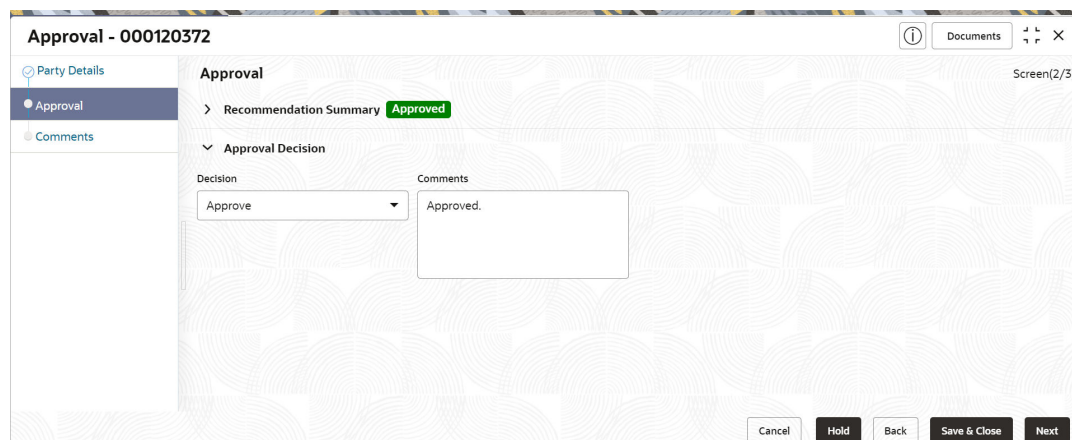 Approval - 000120372
Documents
Party Details
Approval
Comments
Approval
Screen(2/3
Recommendation Summary Approved
Approval Decision
Decision
Comments
Approve
Approved.
Cancel
Hold
Back
Save & Close
Next